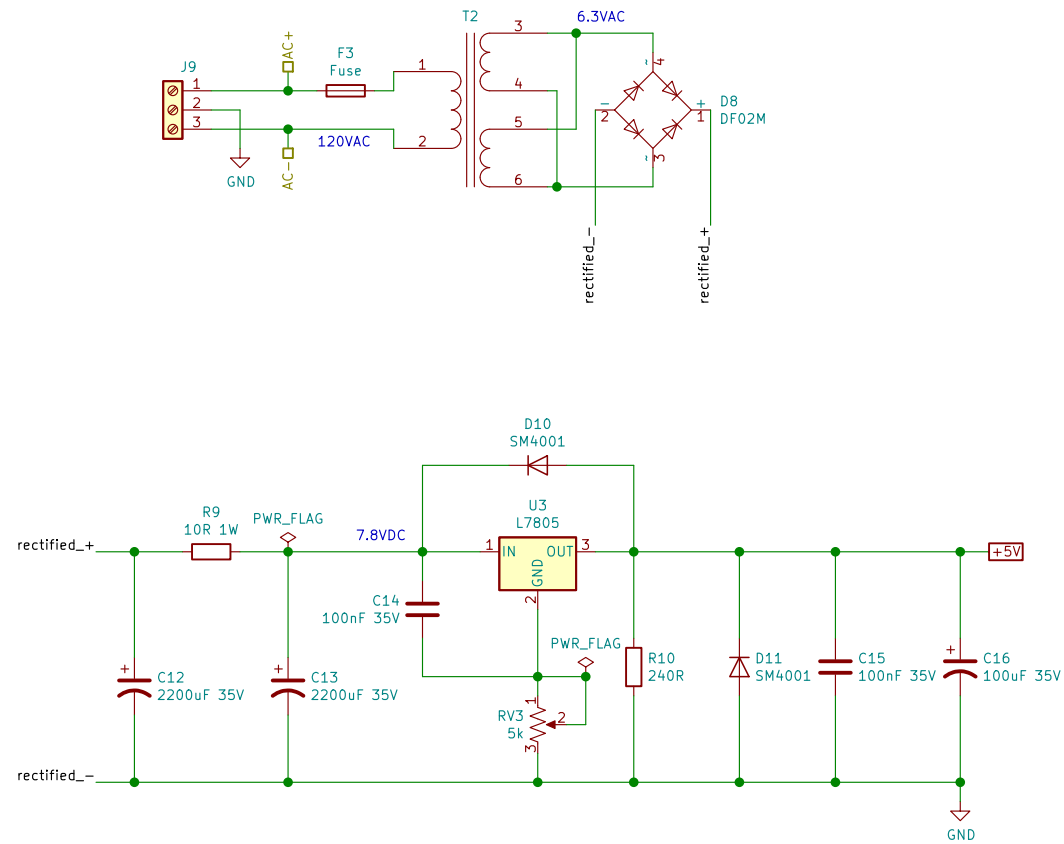 T2
6.3VAC
J9
AC+
F3
Fuse
1
2
3
1
2
3
4
5
6
120VAC
AC-
GND
~
4
-
2
+
1
~
3
D8
DF02M
rectified_-
rectified_+
D10
SM4001
U3
L7805
R9
10R 1W
PWR_FLAG
7.8VDC
rectified_+
1
IN
OUT
3
GND
2
+5V
C14
100nF 35V
PWR_FLAG
+
C12
2200uF 35V
+
C13
2200uF 35V
RV3
5k
1
2
3
R10
240R
D11
SM4001
C15
100nF 35V
+
C16
100uF 35V
rectified_-
GND